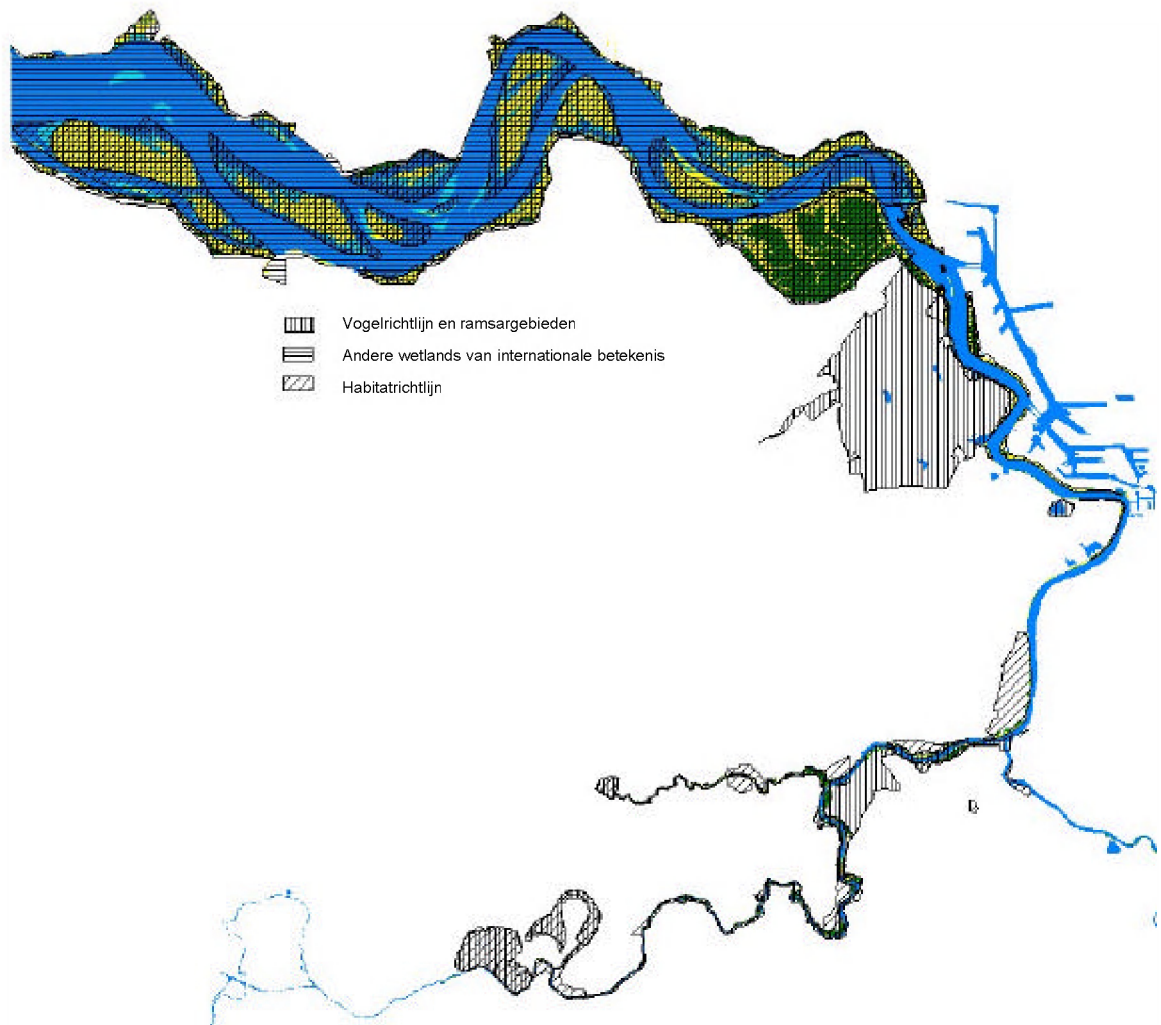 Vogelrichtlijn en ramsargebieden
Andere wetlands van internationale betekenis
Habitatrichtlijn